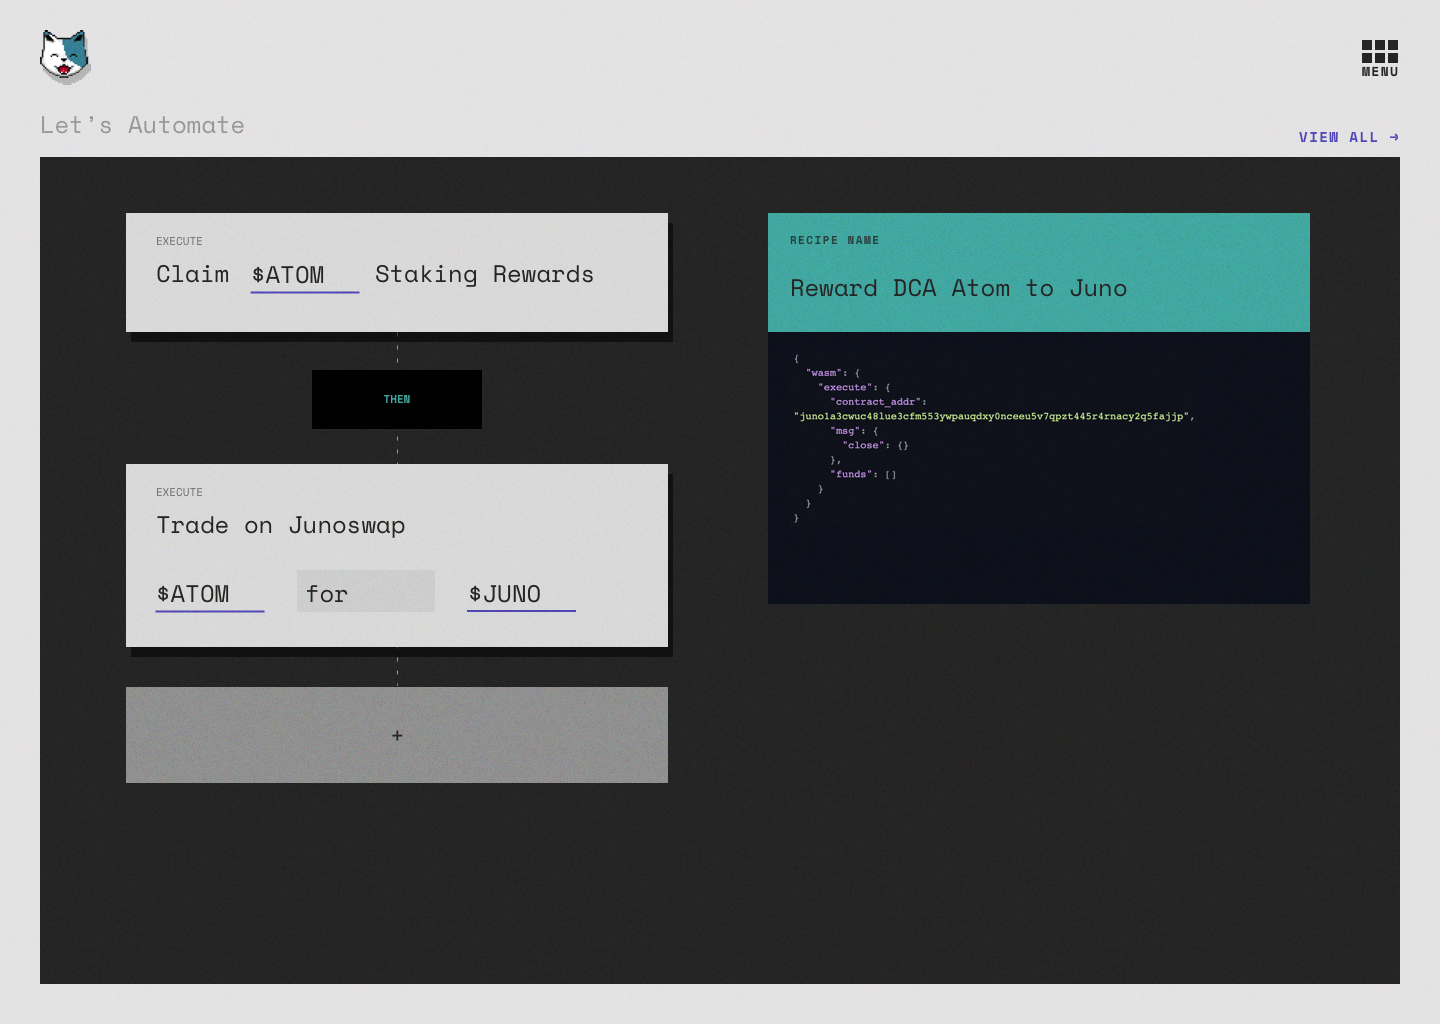 MENU
Let's Automate
VIEW ALL →
EXECUTE
Claim $ATOM Staking Rewards
THEN
EXECUTE
Trade on Junoswap
$ATOM for $JUNO
+
RECIPE NAME
Reward DCA Atom to Juno
{
"wasm": {
"execute": {
"contract_addr":
"juno1a3cwuc48lue3cfm553ywpauqdxy0nceeu5v7qpzt445r4rnacy2q5fajjp",
"msg": {
"close": {}
},
"funds": []
}
}
}